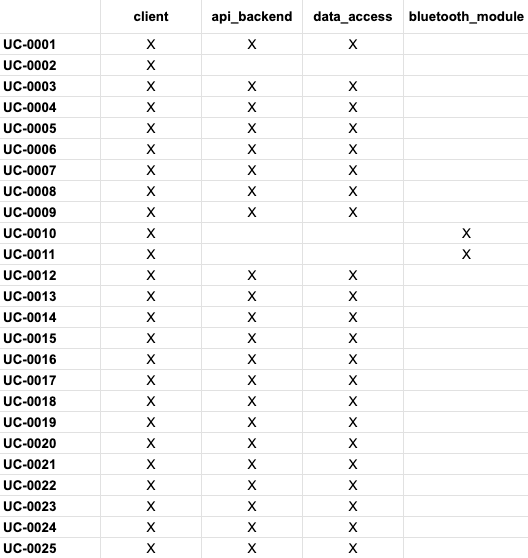 client api_backend data_access bluetooth_module
UC-0001 X X X
UC-0002 X
UC-0003 X X X
UC-0004 X X X
UC-0005 X X X
UC-0006 X X X
UC-0007 X X X
UC-0008 X X X
UC-0009 X X X
UC-0010 X X
UC-0011 X X
UC-0012 X X X
UC-0013 X X X
UC-0014 X X X
UC-0015 X X X
UC-0016 X X X
UC-0017 X X X
UC-0018 X X X
UC-0019 X X X
UC-0020 X X X
UC-0021 X X X
UC-0022 X X X
UC-0023 X X X
UC-0024 X X X
UC-0025 X X X